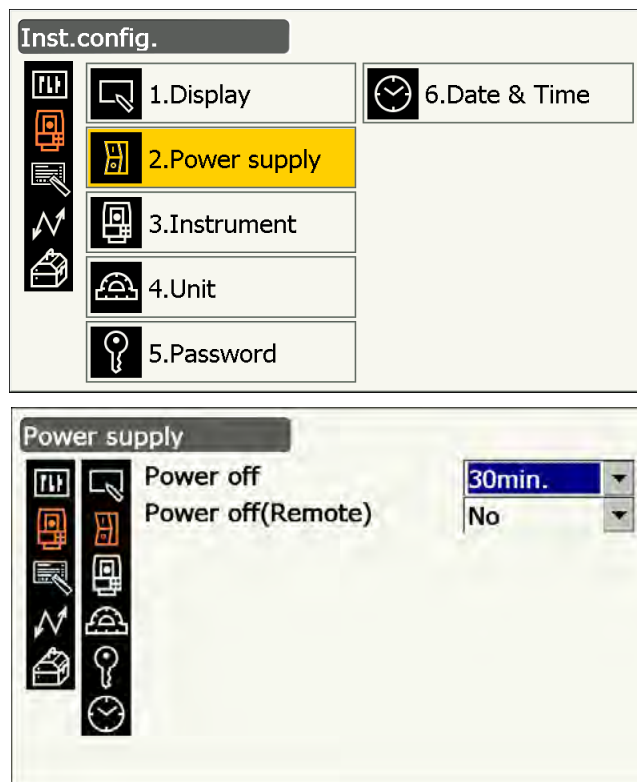 Inst.config.
1.Display
6.Date & Time
2.Power supply
3.Instrument
4.Unit
5.Password
Power supply
Power off
30min.
Power off(Remote)
No